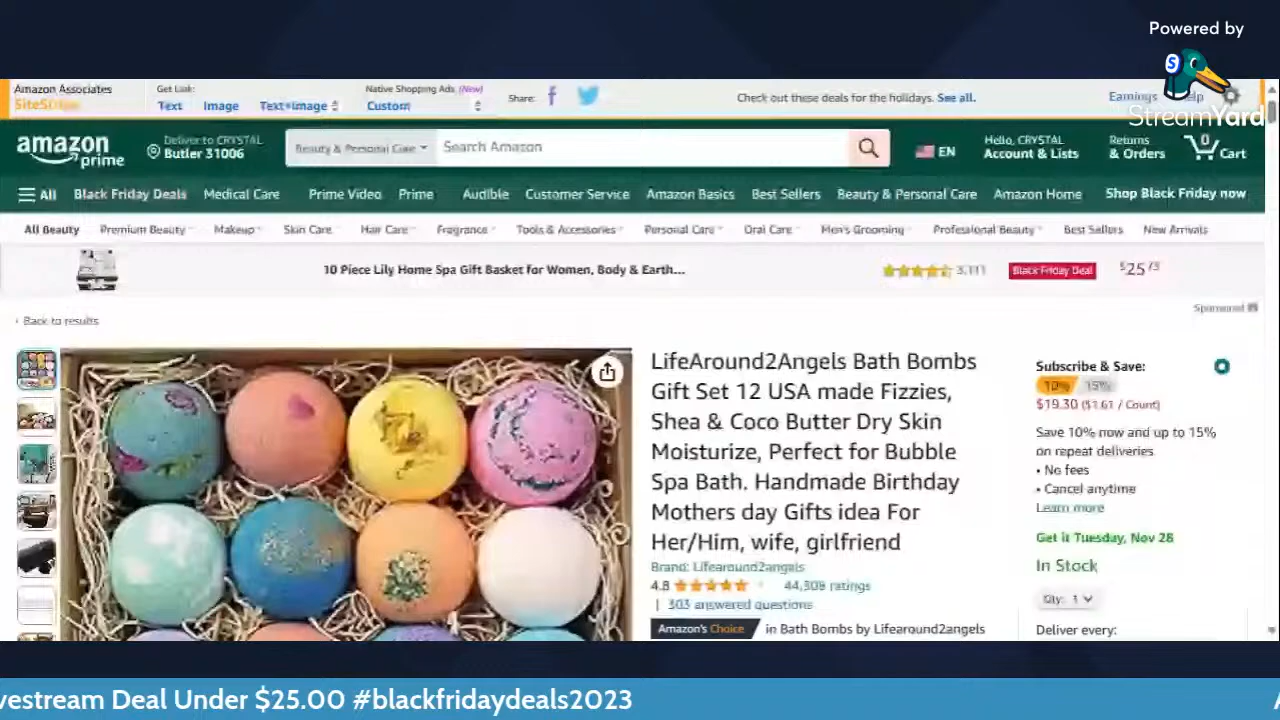 Powered by
StreamYard
Amazon Associates
SiteStripe
Get Link:
Text Image Text+Image
Native Shopping Ads (New)
Custom
Share:
Check out these deals for the holidays. See all.
Earnings Help
amazon prime
Deliver to CRYSTAL
Butler 31006
Beauty & Personal Care
Search Amazon
EN
Hello, CRYSTAL
Account & Lists
Returns
& Orders
0
Cart
All Black Friday Deals Medical Care Prime Video Prime Audible Customer Service Amazon Basics Best Sellers Beauty & Personal Care Amazon Home Shop Black Friday now
All Beauty Premium Beauty Makeup Skin Care Hair Care Fragrance Tools & Accessories Personal Care Oral Care Men's Grooming Professional Beauty Best Sellers New Arrivals
10 Piece Lily Home Spa Gift Basket for Women, Body & Earth...
Black Friday Deal
Sponsored
‹ Back to results
LifeAround2Angels Bath Bombs
Gift Set 12 USA made Fizzies,
Shea & Coco Butter Dry Skin
Moisturize, Perfect for Bubble
Spa Bath. Handmade Birthday
Mothers day Gifts idea For
Her/Him, wife, girlfriend
Brand: Lifearound2angels
4.8 44,308 ratings
| 303 answered questions
Amazon's Choice in Bath Bombs by Lifearound2angels
Subscribe & Save:
10% 15%
$19.30 ($1.61 / Count)
Save 10% now and up to 15%
on repeat deliveries.
• No fees
• Cancel anytime
Learn more
Get it Tuesday, Nov 28
In Stock
Qty: 1
Deliver every:
vestream Deal Under $25.00 #blackfridaydeals2023